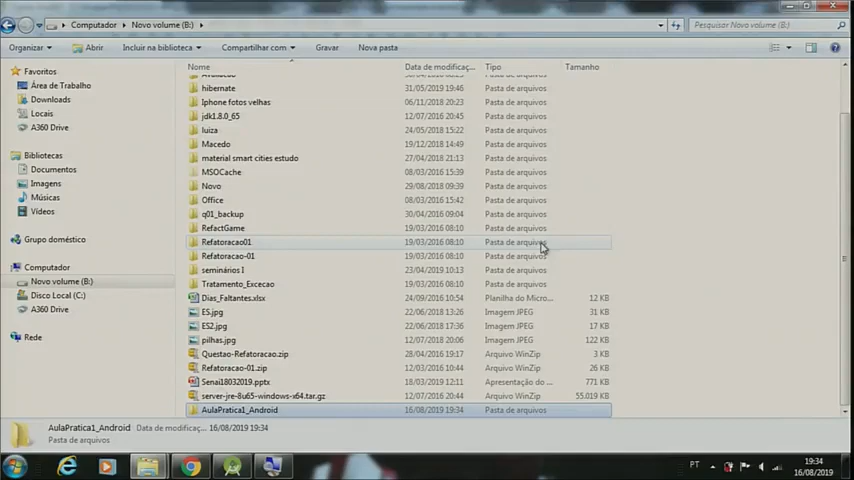 Computador ▸ Novo volume (B:) ▸
Pesquisar Novo volume (B:)
Organizar ▾ Abrir Incluir na biblioteca ▾ Compartilhar com ▾ Gravar Nova pasta
Nome Data de modificaç... Tipo Tamanho
Favoritos
Área de Trabalho
Downloads
Locais
A360 Drive
Bibliotecas
Documentos
Imagens
Músicas
Vídeos
Grupo doméstico
Computador
Novo volume (B:)
Disco Local (C:)
A360 Drive
Rede
Pasta de arquivos
hibernate 31/05/2019 19:46 Pasta de arquivos
Iphone fotos velhas 06/11/2018 20:23 Pasta de arquivos
jdk1.8.0_65 12/07/2016 20:45 Pasta de arquivos
luiza 24/05/2018 15:22 Pasta de arquivos
Macedo 19/12/2018 14:49 Pasta de arquivos
material smart cities estudo 27/04/2018 21:13 Pasta de arquivos
MSOCache 08/03/2016 15:39 Pasta de arquivos
Novo 29/08/2018 09:39 Pasta de arquivos
Office 08/03/2016 15:42 Pasta de arquivos
q01_backup 30/04/2016 09:04 Pasta de arquivos
RefactGame 19/03/2016 08:10 Pasta de arquivos
Refatoracao01 19/03/2016 08:10 Pasta de arquivos
Refatoracao-01 19/03/2016 08:10 Pasta de arquivos
seminários I 23/04/2019 10:13 Pasta de arquivos
Tratamento_Excecao 19/03/2016 08:14 Pasta de arquivos
Dias_Faltantes.xlsx 24/09/2016 10:54 Planilha do Micro... 12 KB
ES.jpg 22/06/2018 13:26 Imagem JPEG 31 KB
ES2.jpg 22/06/2018 17:36 Imagem JPEG 17 KB
pilhas.jpg 12/07/2018 20:06 Imagem JPEG 122 KB
Questao-Refatoracao.zip 28/04/2016 19:17 Arquivo WinZip 3 KB
Refatoracao-01.zip 12/03/2016 10:44 Arquivo WinZip 26 KB
Senai18032019.pptx 18/03/2019 12:11 Apresentação do ... 771 KB
server-jre-8u65-windows-x64.tar.gz 12/07/2016 20:44 Arquivo WinZip 55.019 KB
AulaPratica1_Android 16/08/2019 19:34 Pasta de arquivos
AulaPratica1_Android Data de modificaç... 16/08/2019 19:34
Pasta de arquivos
PT
19:34
16/08/2019